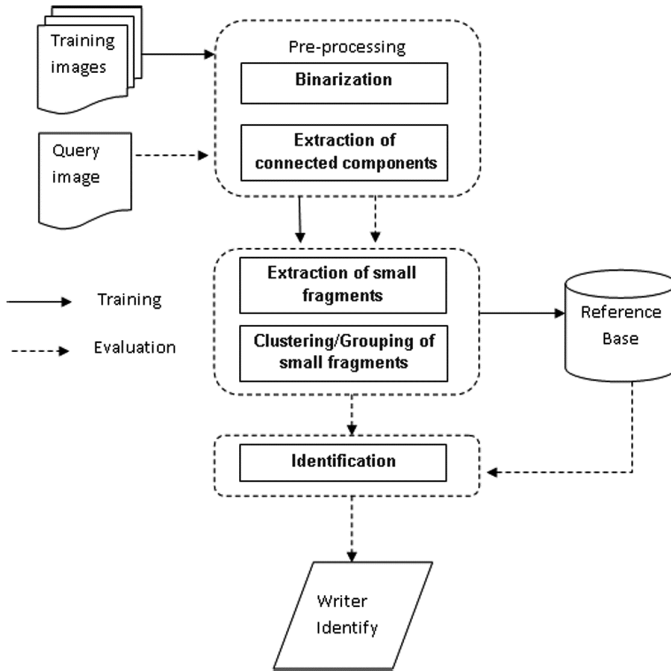 Training
images
Pre-processing
Binarization
Query
image
Extraction of
connected components
Extraction of small
fragments
Training
Evaluation
Clustering/Grouping of
small fragments
Reference
Base
Identification
Writer
Identify